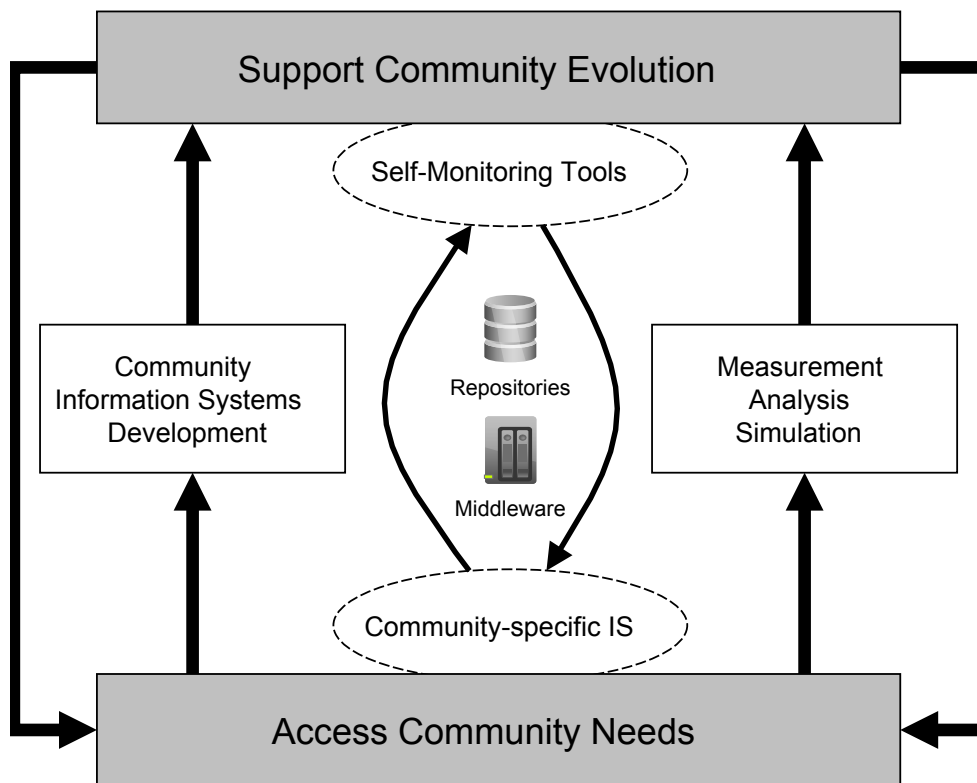 Support Community Evolution
Self-Monitoring Tools
Community
Information Systems
Development
Repositories
Middleware
Measurement
Analysis
Simulation
Community-specific IS
Access Community Needs